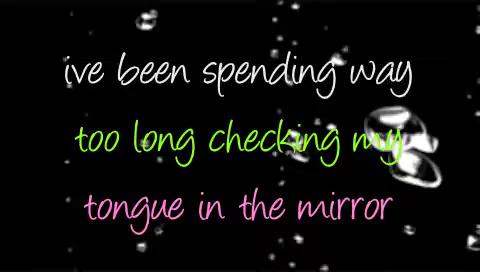 ive been spending way
too long checking my
tongue in the mirror